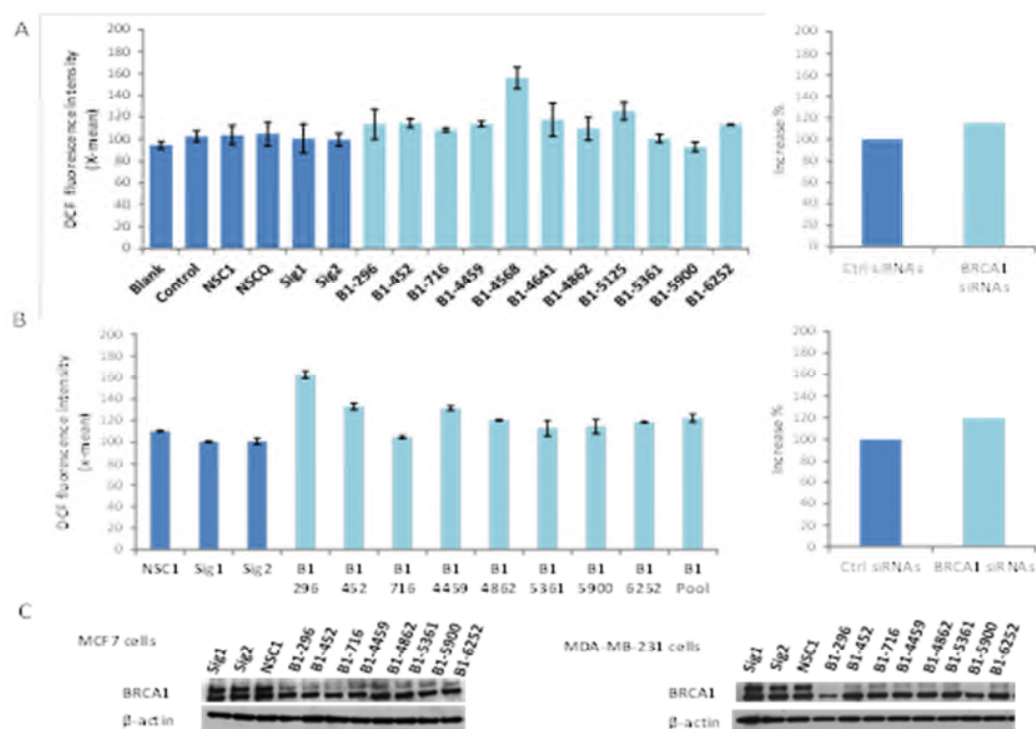 A
DCF fluorescence intensity
(X-mean)
200
180
160
140
120
100
80
60
40
20
0
Blank
Control
NSC1
NSCQ
Sig1
Sig2
B1-296
B1-452
B1-716
B1-4459
B1-4568
B1-4641
B1-4862
B1-5125
B1-5361
B1-5900
B1-6252
Increase %
200
180
160
140
120
100
80
60
40
20
0
Ctrl siRNAs
BRCA1
siRNAs
B
DCF fluorescence intensity
(x-mean)
200
180
160
140
120
100
80
60
40
20
0
NSC1 Sig1 Sig2 B1 B1 B1 B1 B1 B1 B1 B1 B1
296 452 716 4459 4862 5361 5900 6252 Pool
Increase %
200
180
160
140
120
100
80
60
40
20
0
Ctrl siRNAs BRCA1 siRNAs
C
MCF7 cells
Sig1
Sig2
NSC1
B1-296
B1-452
B1-716
B1-4459
B1-4862
B1-5361
B1-5900
B1-6252
BRCA1
β-actin
MDA-MB-231 cells
Sig1
Sig2
NSC1
B1-296
B1-452
B1-716
B1-4459
B1-4862
B1-5361
B1-5900
B1-6252
BRCA1
β-actin